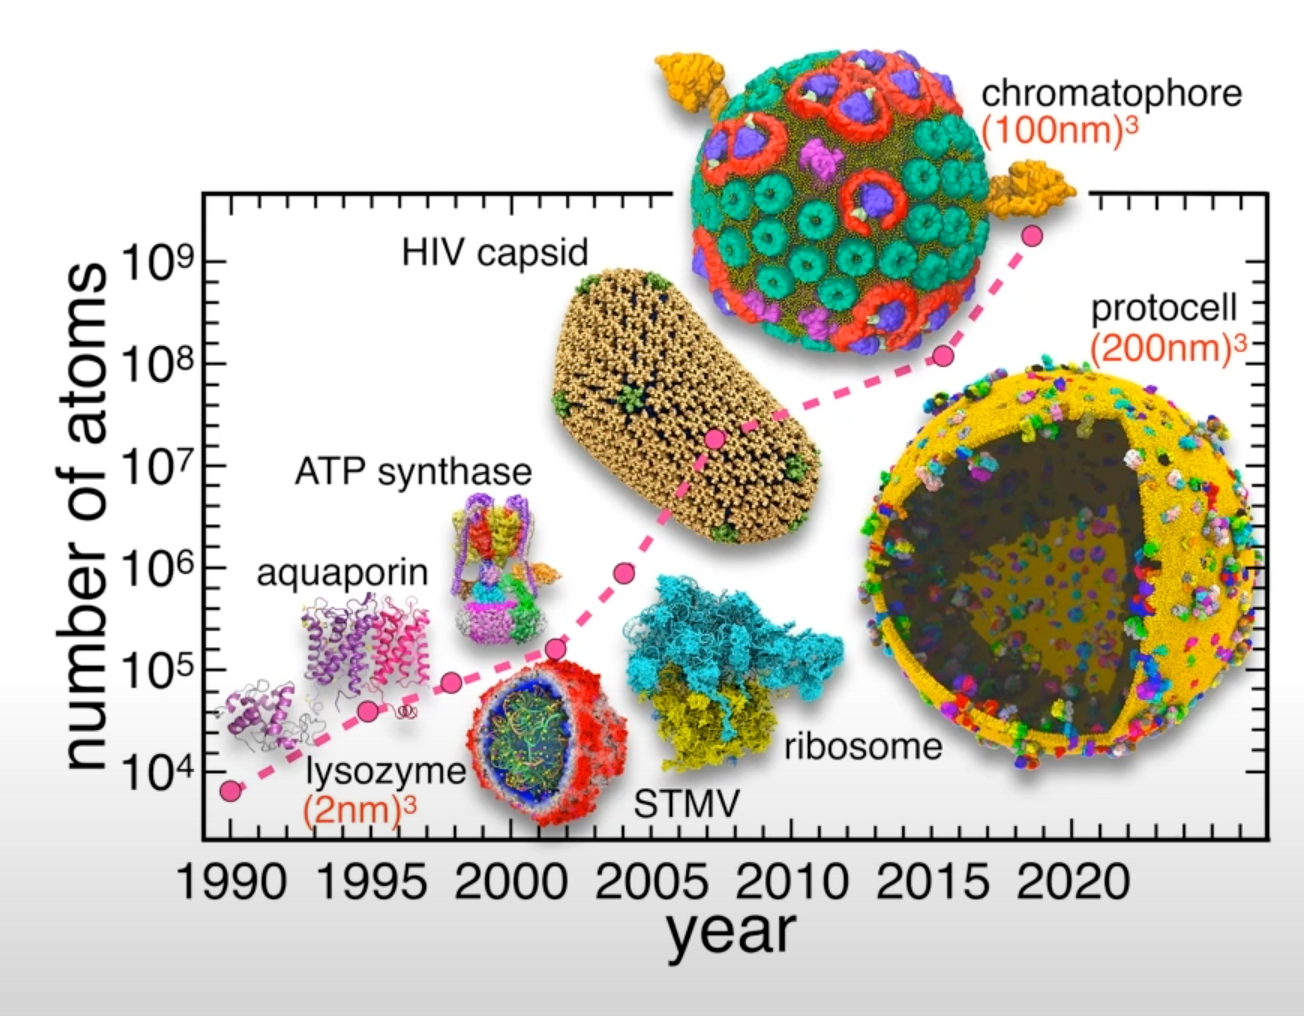 chromatophore
(100nm)³
HIV capsid
10⁹
protocell
(200nm)³
10⁸
ATP synthase
10⁷
aquaporin
10⁶
10⁵
ribosome
lysozyme
(2nm)³
10⁴
STMV
number of atoms
1990 1995 2000 2005 2010 2015 2020
year